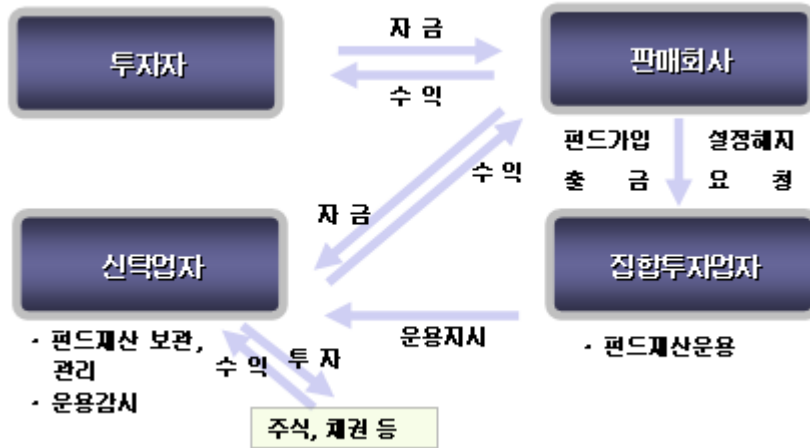 투자자
자 금
수 익
판매회사
펀드가입 설정해지
출 금 요 청
수 익
자 금
신탁업자
집합투자업자
운용지시
· 펀드재산 보관,
관리
· 운용감시
수 익
투 자
· 펀드재산운용
주식, 채권 등